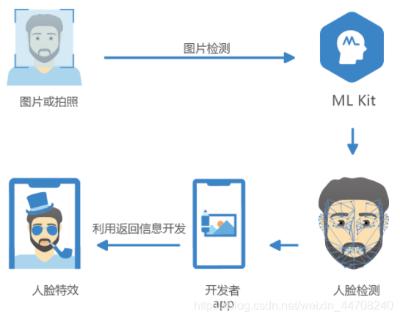 图片检测
图片或拍照
ML Kit
利用返回信息开发
人脸特效
开发者
app
人脸检测
https://blog.csdn.net/weixin_44708240